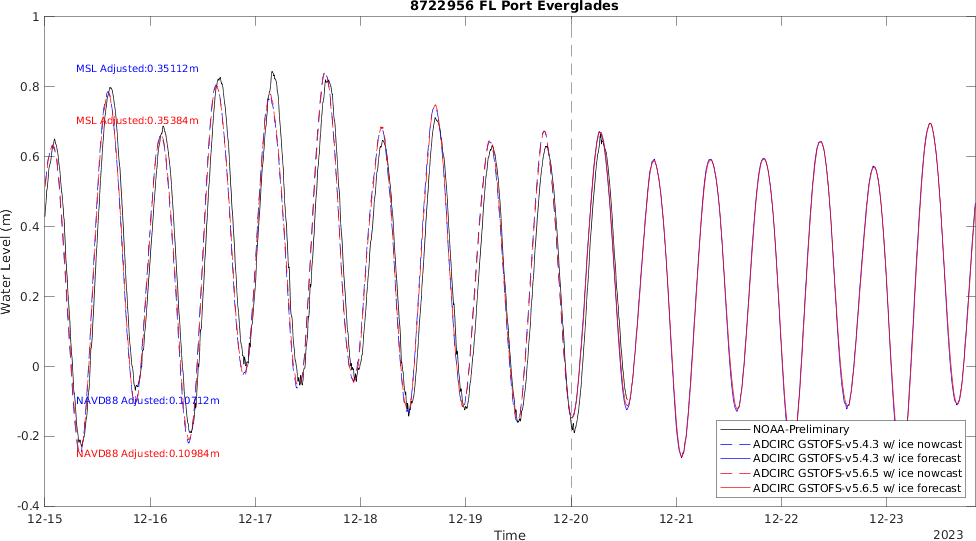 8722956 FL Port Everglades
1
0.8
0.6
0.4
0.2
0
-0.2
-0.4
Water Level (m)
MSL Adjusted:0.35112m
MSL Adjusted:0.35384m
NAVD88 Adjusted:0.10712m
NAVD88 Adjusted:0.10984m
NOAA-Preliminary
ADCIRC GSTOFS-v5.4.3 w/ ice nowcast
ADCIRC GSTOFS-v5.4.3 w/ ice forecast
ADCIRC GSTOFS-v5.6.5 w/ ice nowcast
ADCIRC GSTOFS-v5.6.5 w/ ice forecast
12-15 12-16 12-17 12-18 12-19 12-20 12-21 12-22 12-23
Time
2023